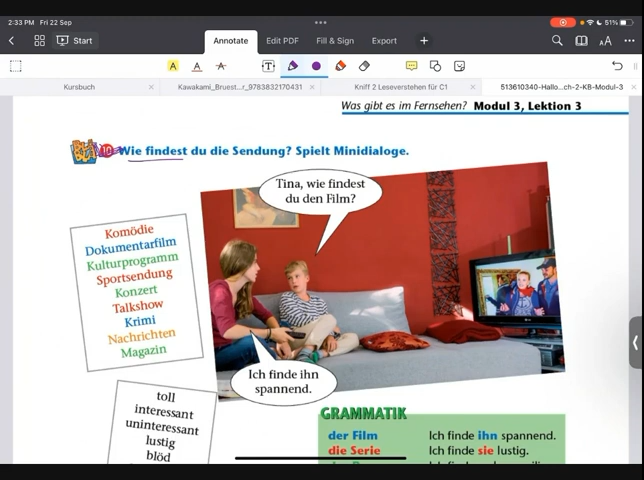 2:33 PM Fri 22 Sep
51%
Start
Annotate
Edit PDF
Fill & Sign
Export
Kursbuch
Kawakami_Bruest...r_9783832170431
Kniff 2 Leseverstehen für C1
513610340-Hallo...ch-2-KB-Modul-3
Was gibt es im Fernsehen? Modul 3, Lektion 3
10 Wie findest du die Sendung? Spielt Minidialoge.
Tina, wie findest
du den Film?
Komödie
Dokumentarfilm
Kulturprogramm
Sportsendung
Konzert
Talkshow
Krimi
Nachrichten
Magazin
Ich finde ihn
spannend.
toll
interessant
uninteressant
lustig
blöd
GRAMMATIK
der Film Ich finde ihn spannend.
die Serie Ich finde sie lustig.